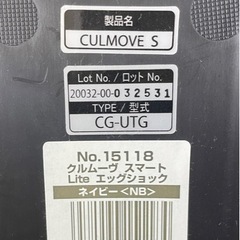 製品名
CULMOVE S
Lot No. / ロット No.
20032-00-032531
TYPE / 型式
CG-UTG
No.15118
クルムーヴ スマート
Lite エッグショック
ネイビー<NB>